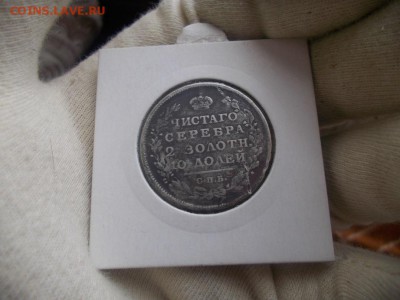 COINS.LAVE.RU
ЧИСТАГО
СЕРЕБРА
2 ЗОЛОТН.
10 ДОЛЕЙ
С.П.Б.